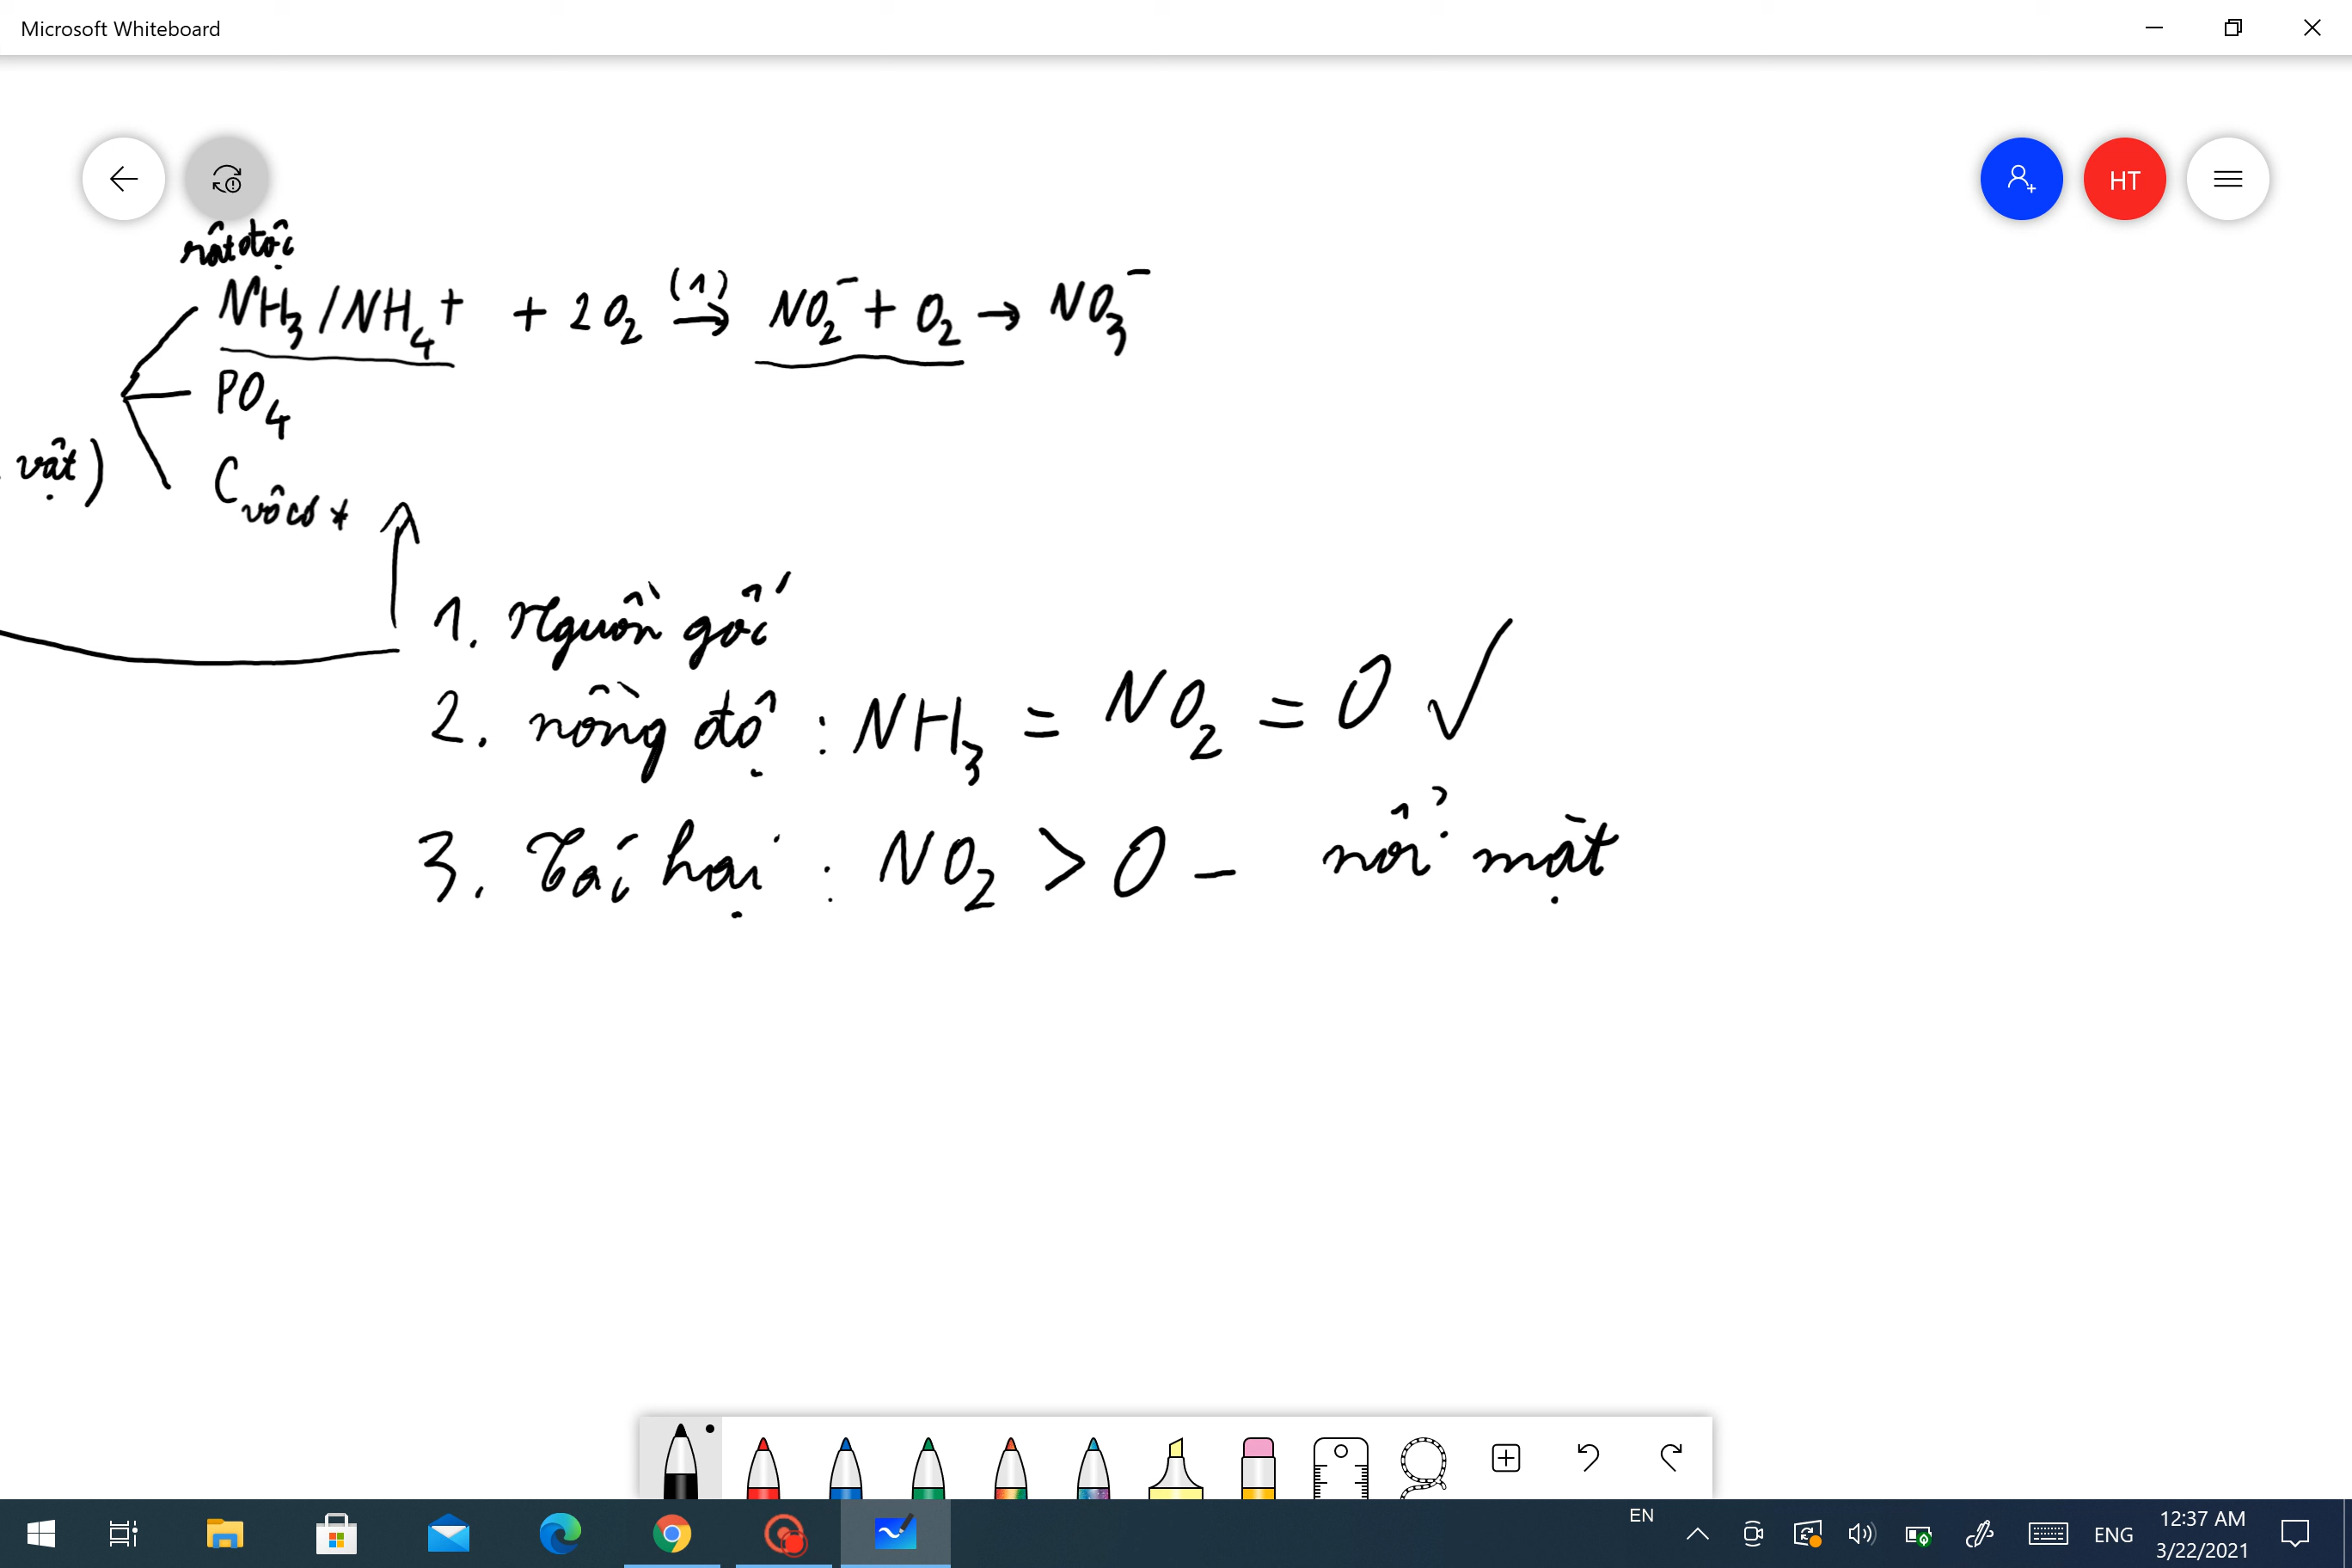 Microsoft Whiteboard
HT
rất độc
NH₃/NH₄+ + 2O₂ (1)→ NO₂⁻ + O₂ → NO₃⁻
PO₄
vật)
C vô cơ *
1. Nguồn gốc
2. nồng độ : NH₃ = NO₂ = 0 ✓
3. Tác hại : NO₂ > 0 – nổi mặt
EN
ENG
12:37 AM
3/22/2021